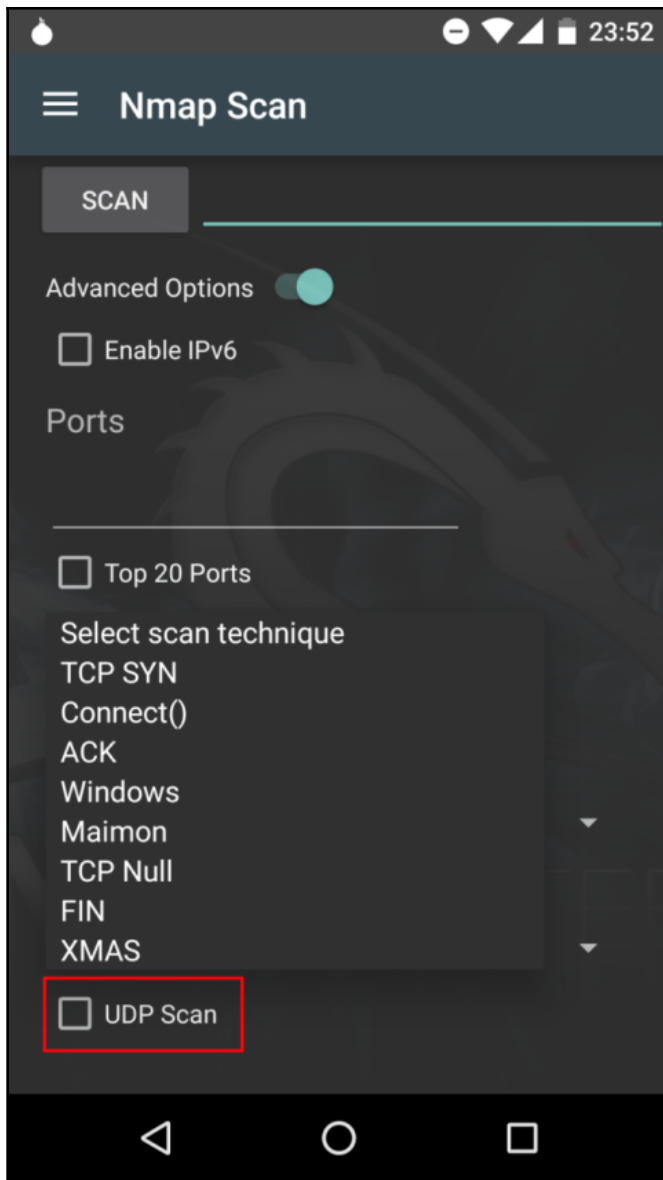 23:52
Nmap Scan
SCAN
Advanced Options
Enable IPv6
Ports
Top 20 Ports
Select scan technique
TCP SYN
Connect()
ACK
Windows
Maimon
TCP Null
FIN
XMAS
UDP Scan